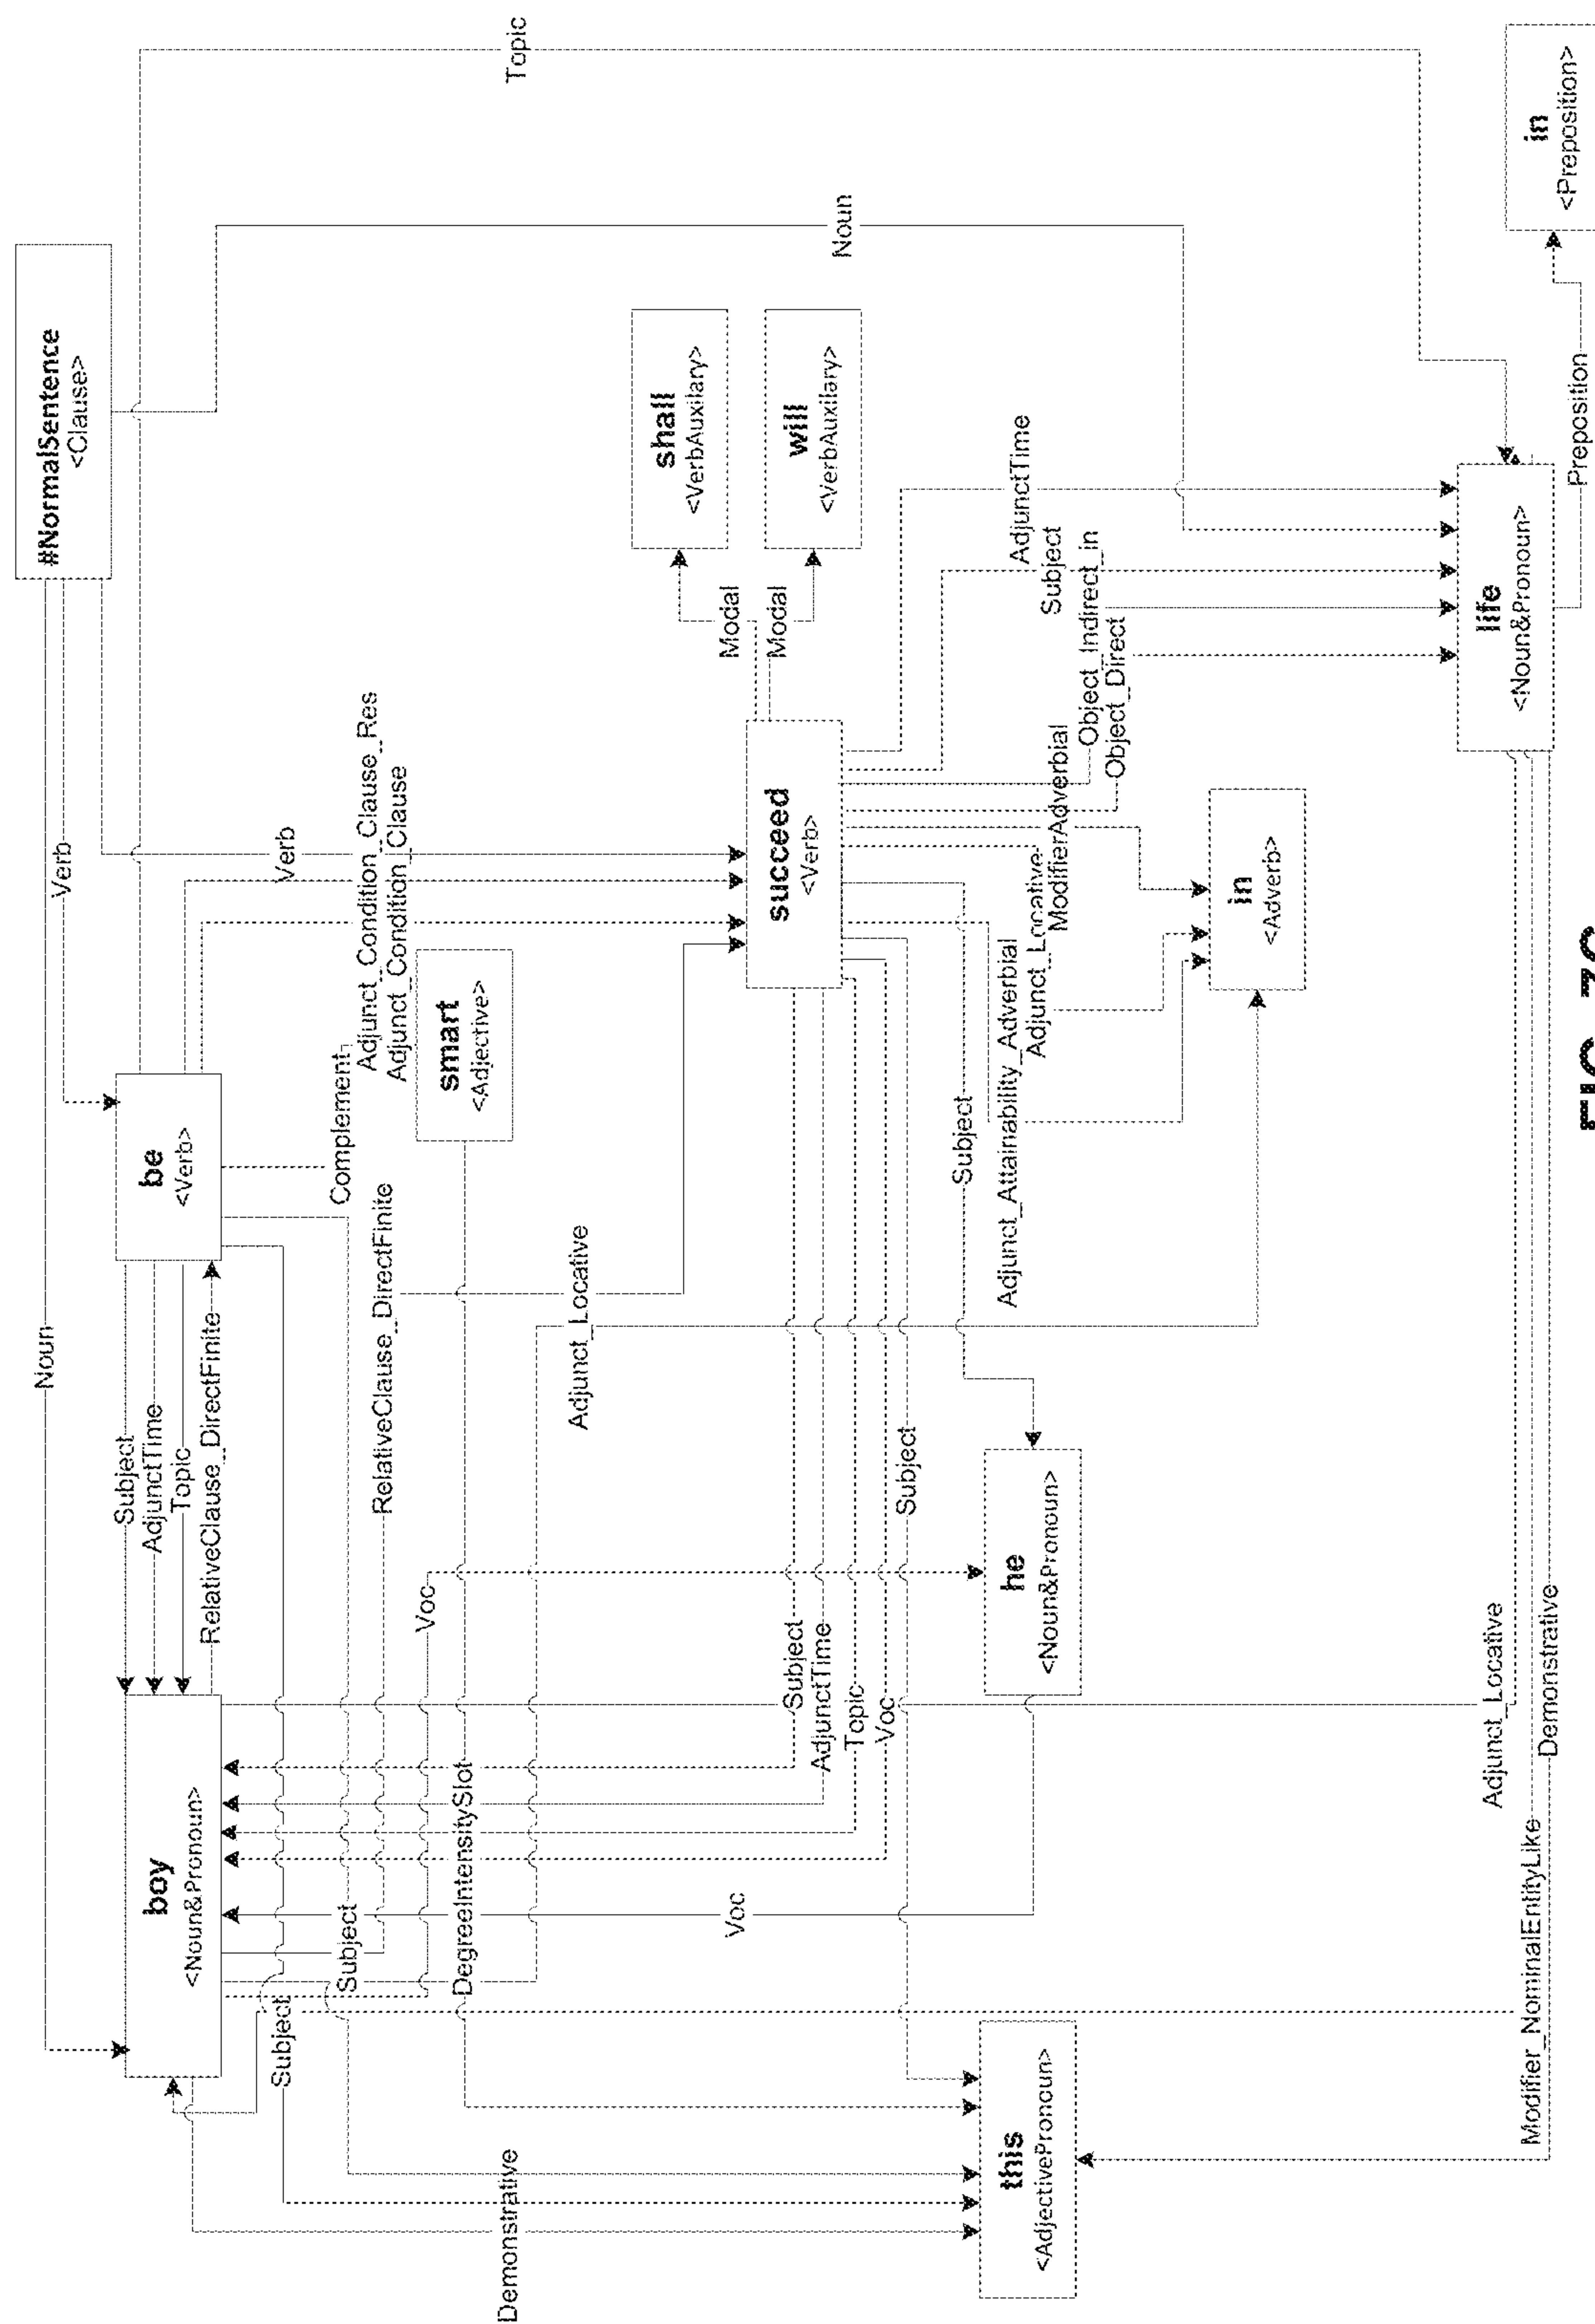 #NormalSentence
<Clause>
Noun
Verb
Topic
boy
<Noun&Pronoun>
Subject
AdjunctTime
Topic
RelativeClause_DirectFinite
be
<Verb>
Verb
Noun
Subject
Subject
Complement
Adjunct_Condition_Clause_Res
Adjunct_Condition_Clause
RelativeClause_DirectFinite
Voc
smart
<Adjective>
DegreeIntensitySlot
Demonstrative
Adjunct_Locative
shall
<VerbAuxilary>
Modal
Modal
will
<VerbAuxilary>
Voc
succeed
<Verb>
Subject
AdjunctTime
Topic
Voc
Subject
Subject
Adjunct_Attainability_Adverbial
Adjunct_Locative
ModifierAdverbial
AdjunctTime
Subject
Object_Indirect_in
Object_Direct
this
<AdjectivePronoun>
he
<Noun&Pronoun>
in
<Adverb>
life
<Noun&Pronoun>
Adjunct_Locative
Modifier_NominalEntityLike
Demonstrative
in
<Preposition>
Preposition